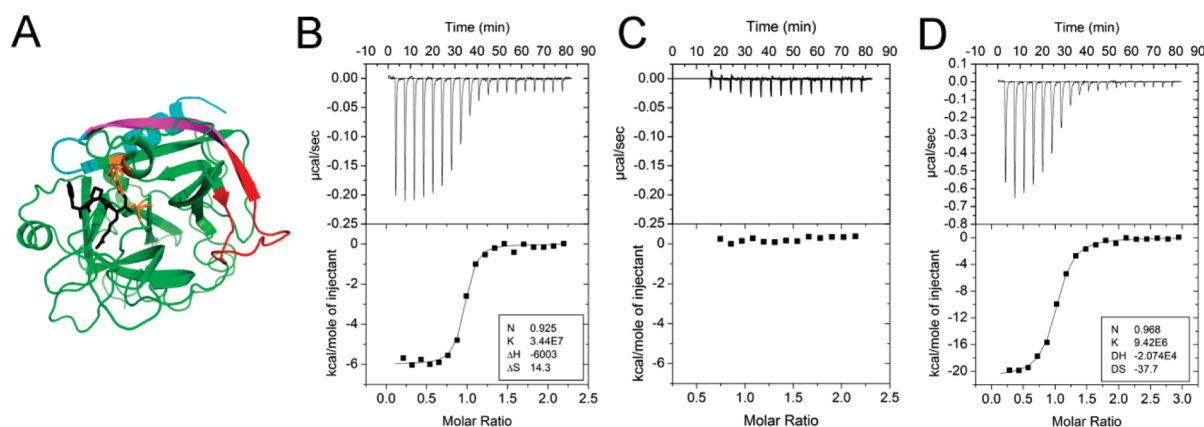 A
B
Time (min)
-10 0 10 20 30 40 50 60 70 80 90
0.00
-0.05
-0.10
-0.15
-0.20
-0.25
µcal/sec
0
-2
-4
-6
kcal/mole of injectant
N 0.925
K 3.44E7
ΔH -6003
ΔS 14.3
0.0 0.5 1.0 1.5 2.0 2.5
Molar Ratio
C
Time (min)
0 10 20 30 40 50 60 70 80 90
0.00
-0.05
-0.10
-0.15
-0.20
-0.25
µcal/sec
0
-2
-4
-6
kcal/mole of injectant
0.0 0.5 1.0 1.5 2.0 2.5
Molar Ratio
D
Time (min)
-10 0 10 20 30 40 50 60 70 80 90
0.1
0.0
-0.1
-0.2
-0.3
-0.4
-0.5
-0.6
-0.7
-0.8
µcal/sec
0
-4
-8
-12
-16
-20
kcal/mole of injectant
N 0.968
K 9.42E6
DH -2.074E4
DS -37.7
0.0 0.5 1.0 1.5 2.0 2.5 3.0
Molar Ratio